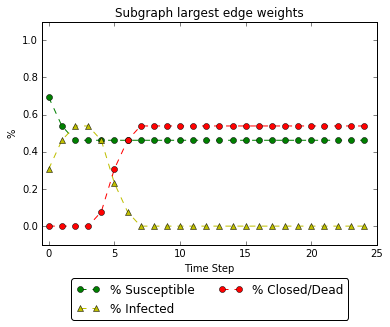 Subgraph largest edge weights
1.0
0.8
0.6
0.4
0.2
0.0
%
0 5 10 15 20 25
Time Step
% Susceptible % Closed/Dead
% Infected